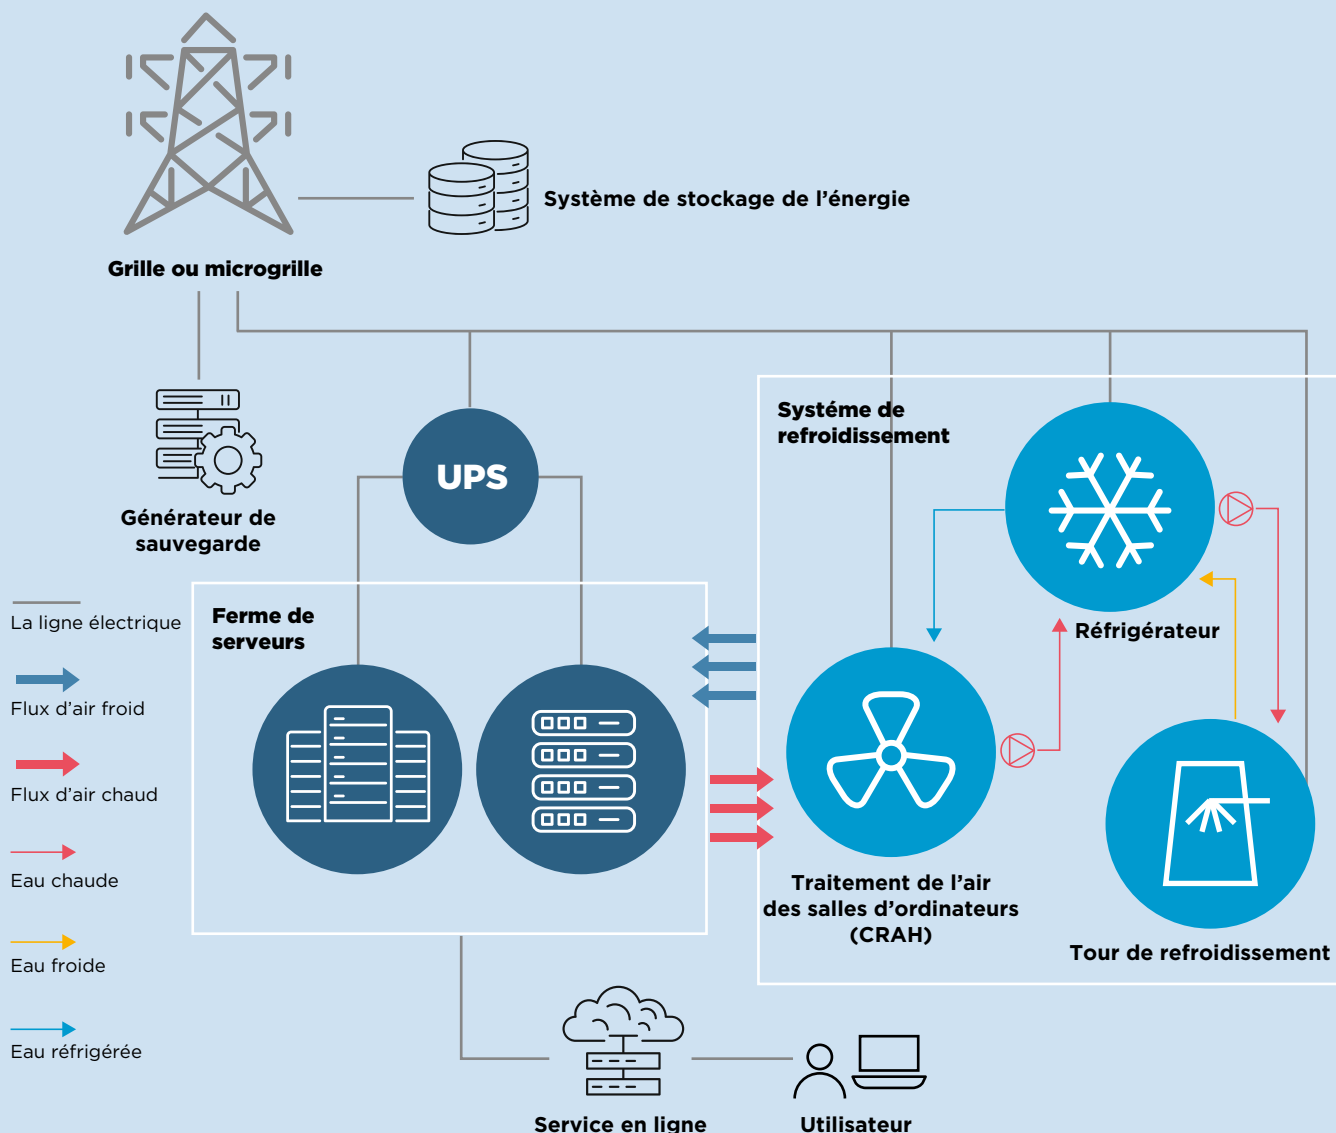 Système de stockage de l’énergie
Grille ou microgrille
Systéme de
refroidissement
UPS
Générateur de
sauvegarde
La ligne électrique
Flux d’air froid
Flux d’air chaud
Eau chaude
Eau froide
Eau réfrigérée
Ferme de
serveurs
Réfrigérateur
Traitement de l’air
des salles d’ordinateurs
(CRAH)
Tour de refroidissement
Service en ligne
Utilisateur